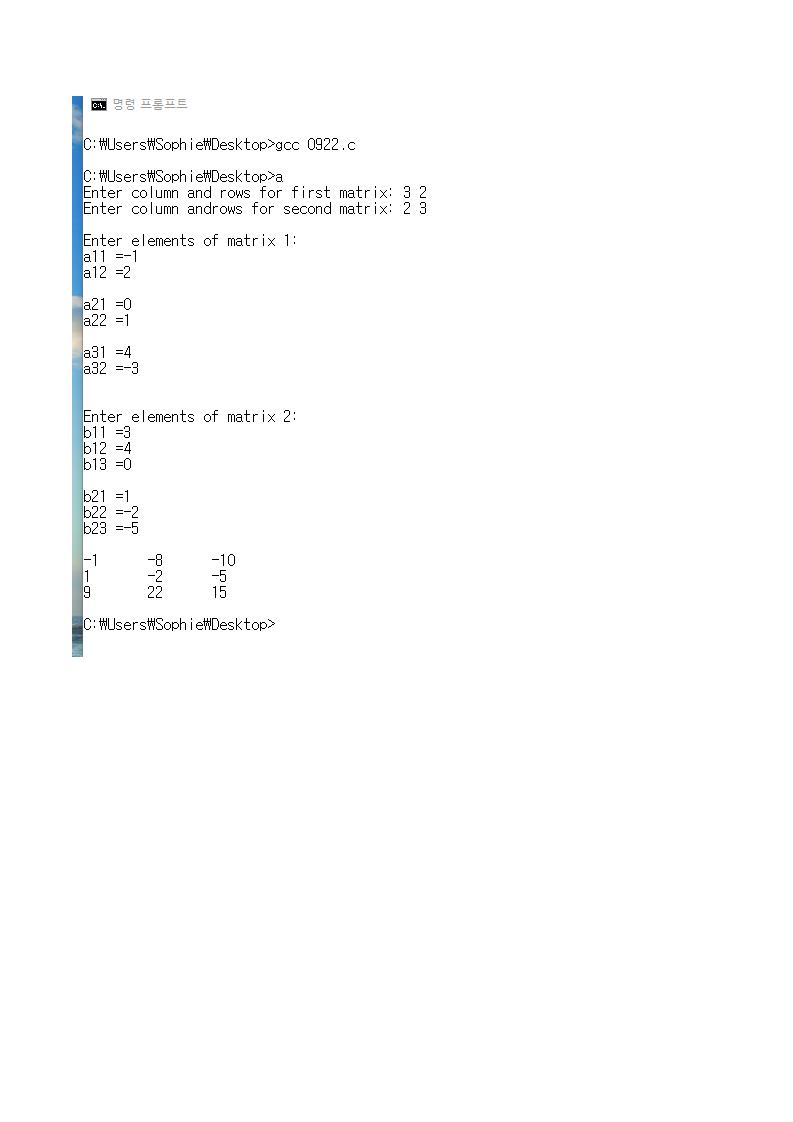 명령 프롬프트
C:₩Users₩Sophie₩Desktop>gcc 0922.c
C:₩Users₩Sophie₩Desktop>a
Enter column and rows for first matrix: 3 2
Enter column androws for second matrix: 2 3
Enter elements of matrix 1:
a11 =-1
a12 =2
a21 =0
a22 =1
a31 =4
a32 =-3
Enter elements of matrix 2:
b11 =3
b12 =4
b13 =0
b21 =1
b22 =-2
b23 =-5
-1 -8 -10
1 -2 -5
9 22 15
C:₩Users₩Sophie₩Desktop>